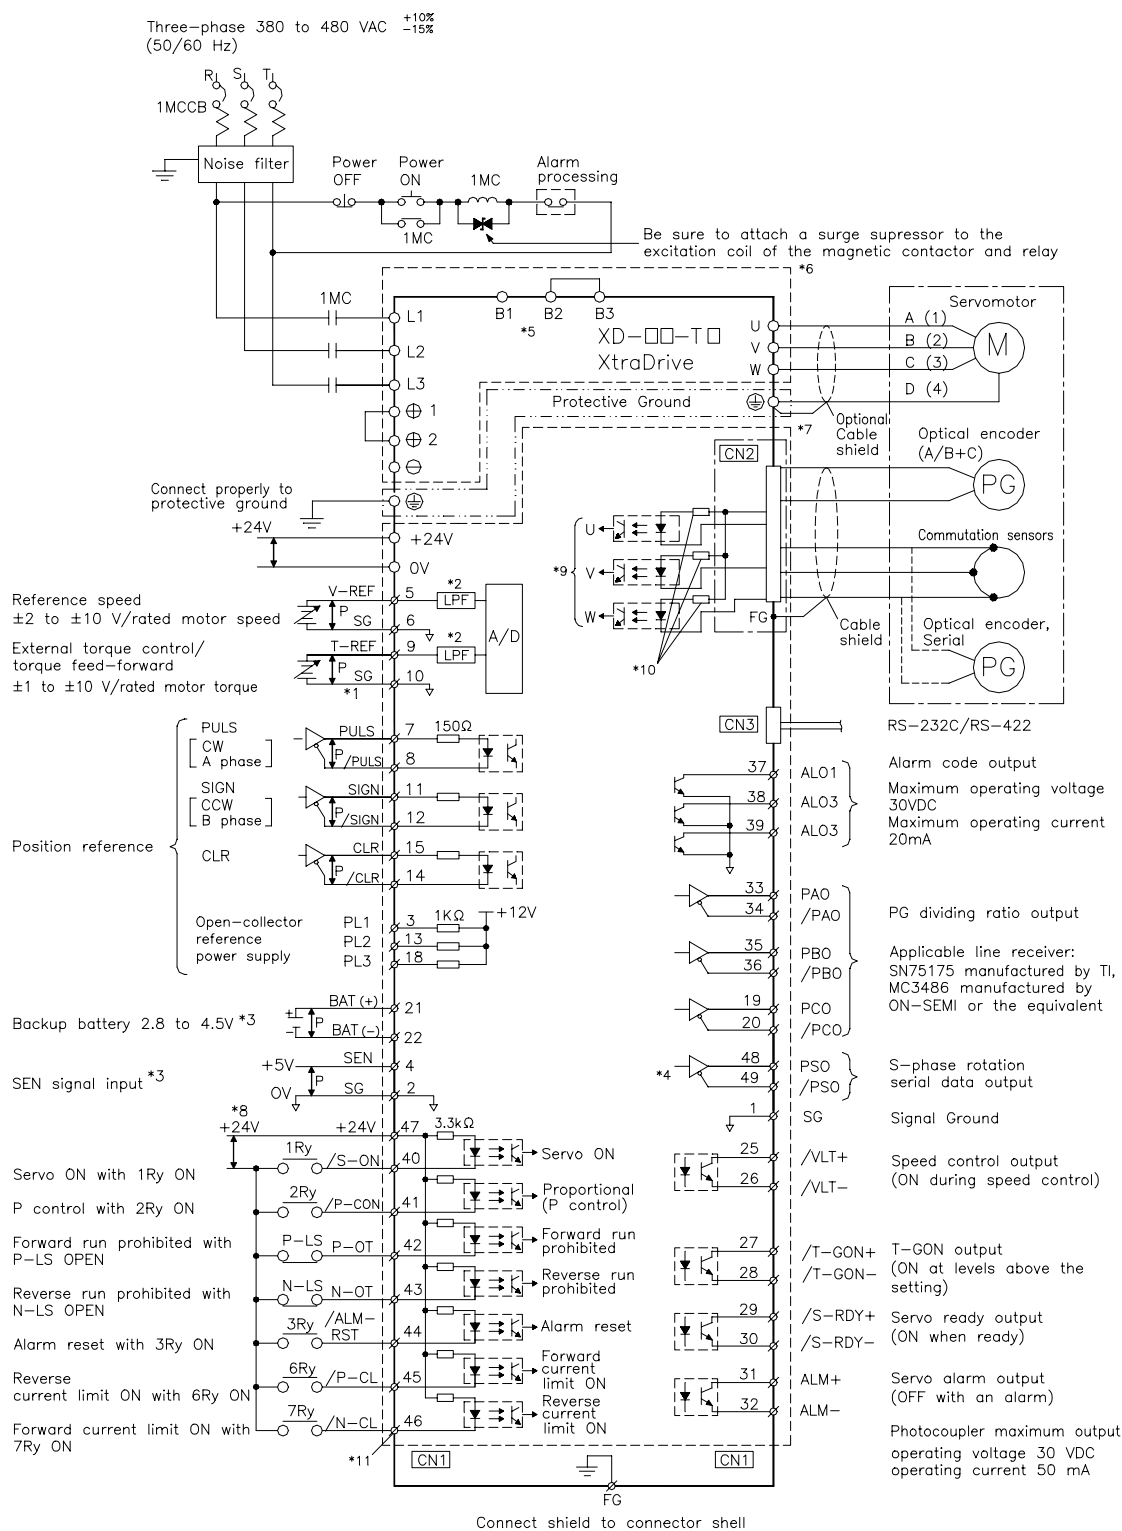 Three-phase 380 to 480 VAC +10% -15%
(50/60 Hz)
R S T
1MCCB
Noise filter
Power OFF
Power ON
1MC
Alarm processing
1MC
Be sure to attach a surge supressor to the
excitation coil of the magnetic contactor and relay
*6
1MC
L1
L2
L3
⊕ 1
⊕ 2
⊖
B1 B2 B3
*5
XD-□□-T□
XtraDrive
U
V
W
Servomotor
A (1)
B (2)
C (3)
D (4)
M
Protective Ground
*7
Optional
Cable
shield
CN2
Optical encoder
(A/B+C)
PG
Connect properly to
protective ground
+24V
+24V
0V
Commutation sensors
*9
U
V
W
*10
FG
Cable
shield
Optical encoder,
Serial
PG
Reference speed
±2 to ±10 V/rated motor speed
V-REF 5 *2 LPF
P
SG 6
A/D
External torque control/
torque feed-forward
±1 to ±10 V/rated motor torque
T-REF 9 *2 LPF
P
SG 10
*1
CN3
RS-232C/RS-422
Position reference
PULS
CW
A phase
PULS 7 150Ω
P
/PULS 8
SIGN
CCW
B phase
SIGN 11
P
/SIGN 12
CLR
CLR 15
P
/CLR 14
Open-collector
reference
power supply
PL1 3 1KΩ +12V
PL2 13
PL3 18
37 ALO1
38 ALO3
39 ALO3
Alarm code output
Maximum operating voltage
30VDC
Maximum operating current
20mA
33 PAO
34 /PAO
35 PBO
36 /PBO
19 PCO
20 /PCO
PG dividing ratio output
Applicable line receiver:
SN75175 manufactured by TI,
MC3486 manufactured by
ON-SEMI or the equivalent
Backup battery 2.8 to 4.5V *3
+
-
BAT (+) 21
P
BAT (-) 22
SEN signal input *3
+5V SEN 4
P
0V SG 2
*4
48 PSO
49 /PSO
S-phase rotation
serial data output
1 SG
Signal Ground
*8
+24V
+24V 47 3.3kΩ
Servo ON with 1Ry ON
1Ry /S-ON 40
Servo ON
P control with 2Ry ON
2Ry /P-CON 41
Proportional
(P control)
Forward run prohibited with
P-LS OPEN
P-LS P-OT 42
Forward run
prohibited
Reverse run prohibited with
N-LS OPEN
N-LS N-OT 43
Reverse run
prohibited
Alarm reset with 3Ry ON
3Ry /ALM-RST 44
Alarm reset
Reverse
current limit ON with 6Ry ON
6Ry /P-CL 45
Forward
current
limit ON
Forward current limit ON with
7Ry ON
7Ry /N-CL 46
Reverse
current
limit ON
*11
25 /VLT+
26 /VLT-
Speed control output
(ON during speed control)
27 /T-GON+
28 /T-GON-
T-GON output
(ON at levels above the
setting)
29 /S-RDY+
30 /S-RDY-
Servo ready output
(ON when ready)
31 ALM+
32 ALM-
Servo alarm output
(OFF with an alarm)
Photocoupler maximum output
operating voltage 30 VDC
operating current 50 mA
CN1
CN1
FG
Connect shield to connector shell